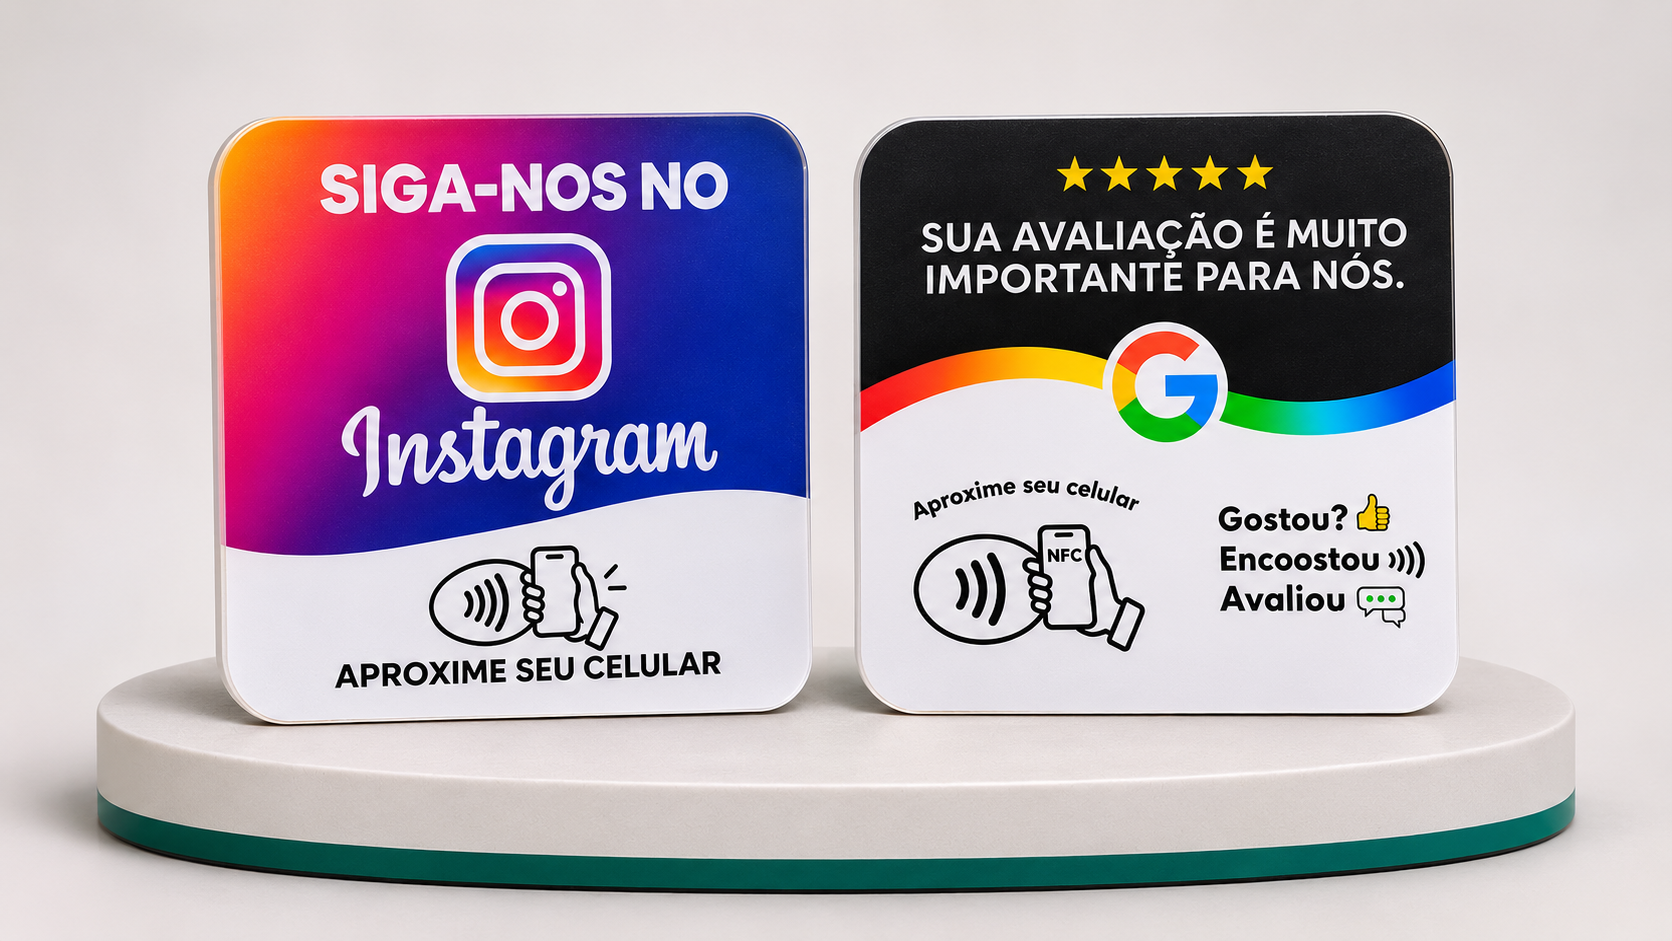 SIGA-NOS NO
Instagram
APROXIME SEU CELULAR
SUA AVALIAÇÃO É MUITO
IMPORTANTE PARA NÓS.
G
Aproxime seu celular
NFC
Gostou?
Encoostou
Avaliou